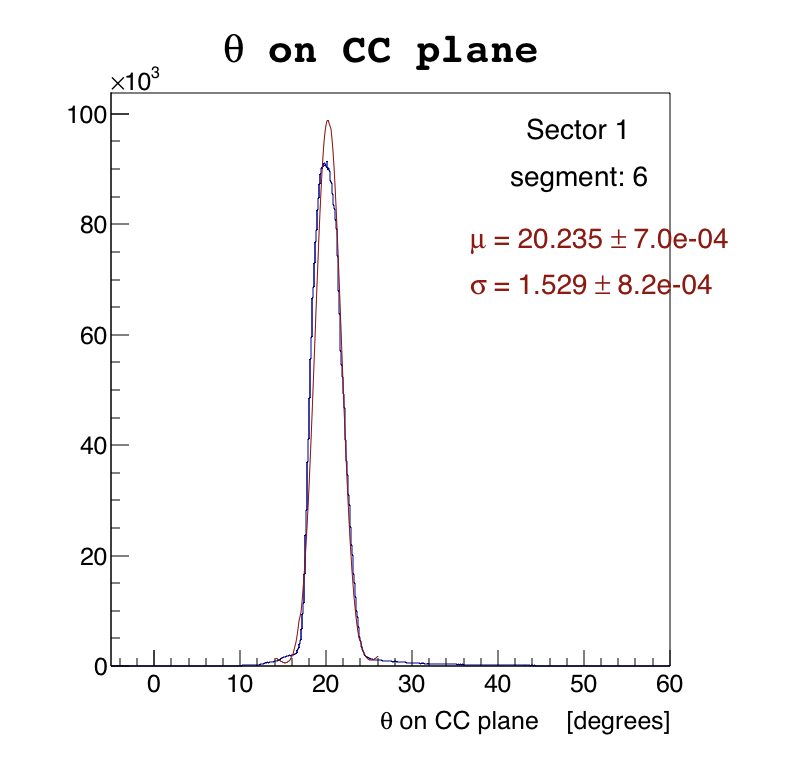 θ on CC plane
×10³
100
80
60
40
20
0
Sector 1
segment: 6
μ = 20.235 ± 7.0e-04
σ = 1.529 ± 8.2e-04
0 10 20 30 40 50 60
θ on CC plane [degrees]